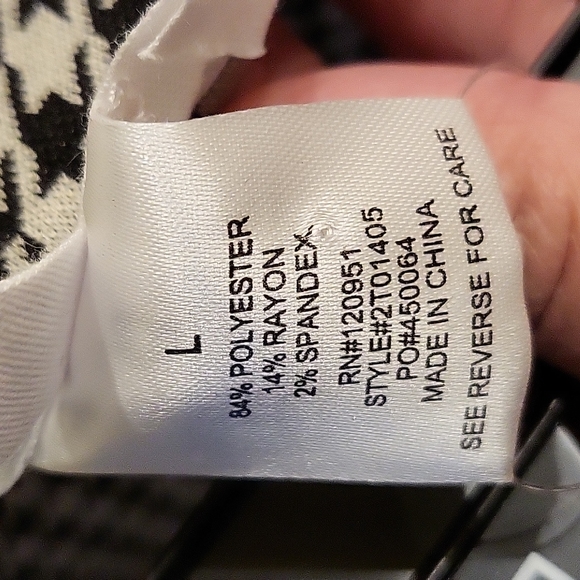 L
84% POLYESTER
14% RAYON
2% SPANDEX
RN#120951
STYLE#2T01405
PO#450064
MADE IN CHINA
SEE REVERSE FOR CARE